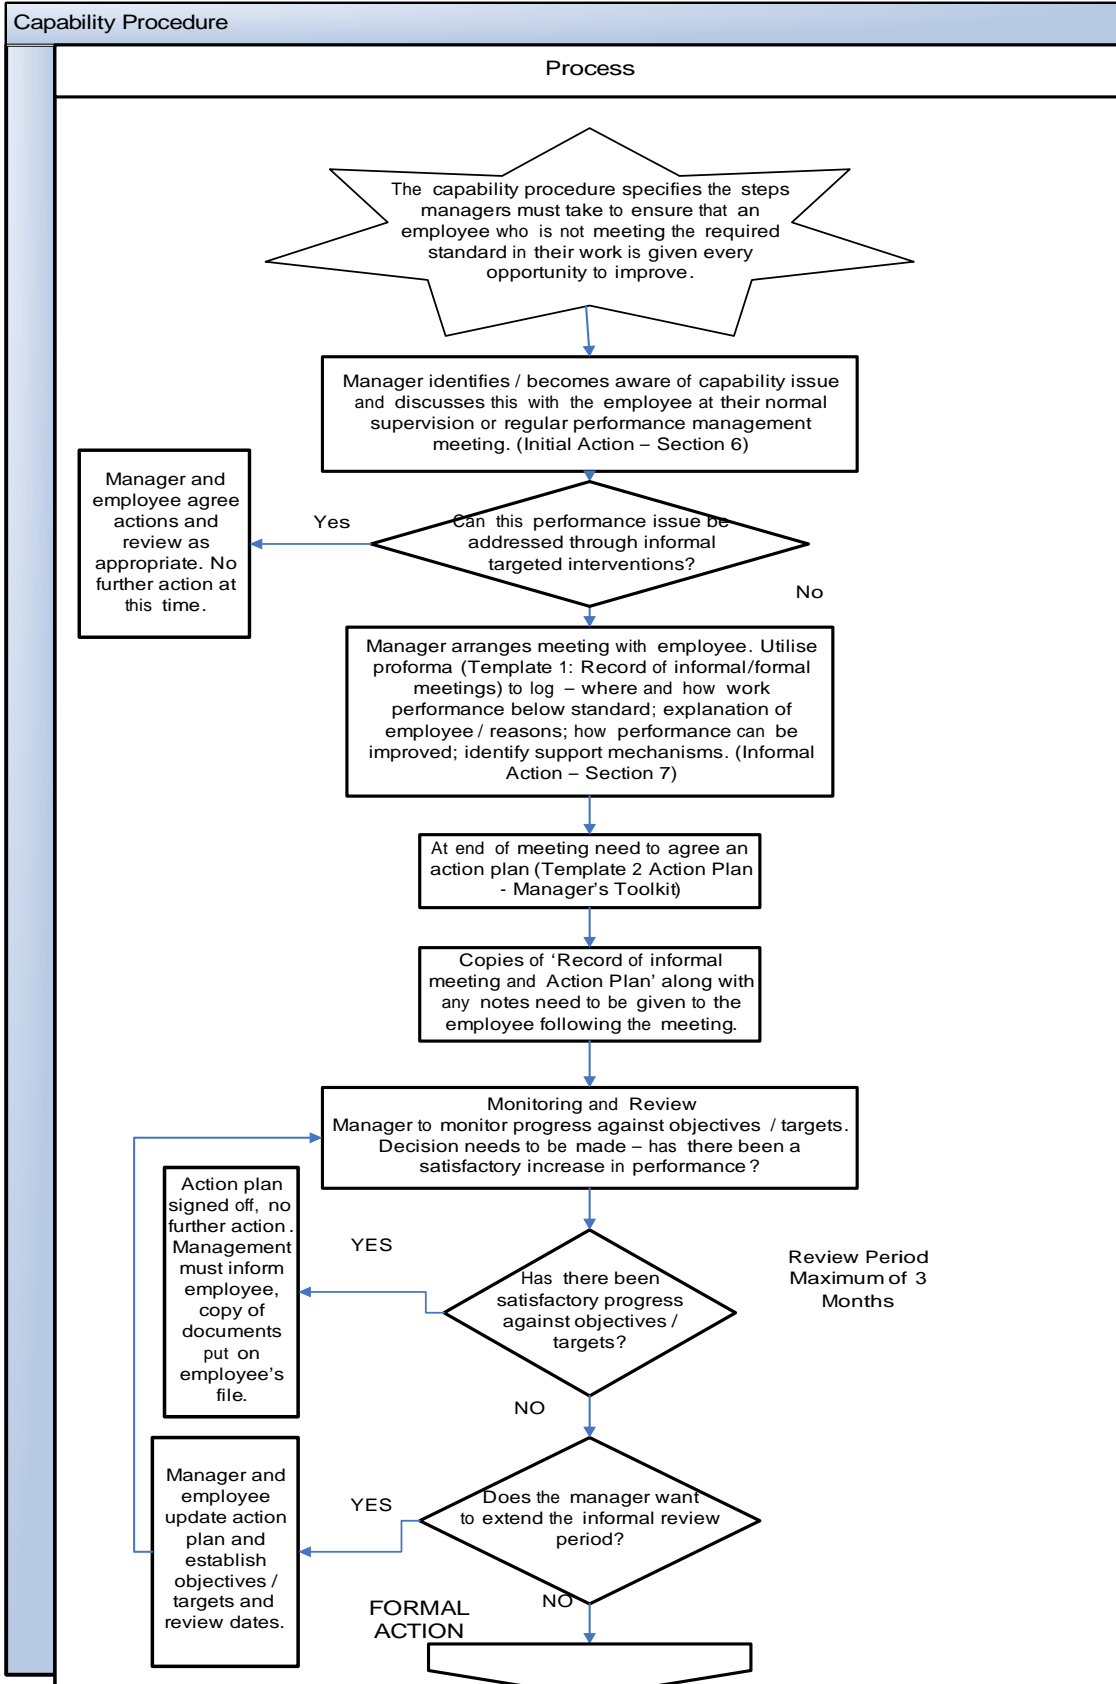 Capability Procedure
Process
The capability procedure specifies the steps
managers must take to ensure that an
employee who is not meeting the required
standard in their work is given every
opportunity to improve.
Manager identifies / becomes aware of capability issue
and discusses this with the employee at their normal
supervision or regular performance management
meeting. (Initial Action – Section 6)
Manager and
employee agree
actions and
review as
appropriate. No
further action at
this time.
Yes
Can this performance issue be
addressed through informal
targeted interventions?
No
Manager arranges meeting with employee. Utilise
proforma (Template 1: Record of informal/formal
meetings) to log – where and how work
performance below standard; explanation of
employee / reasons; how performance can be
improved; identify support mechanisms. (Informal
Action – Section 7)
At end of meeting need to agree an
action plan (Template 2 Action Plan
- Manager's Toolkit)
Copies of ‘Record of informal
meeting and Action Plan’ along with
any notes need to be given to the
employee following the meeting.
Monitoring and Review
Manager to monitor progress against objectives / targets.
Decision needs to be made – has there been a
satisfactory increase in performance?
Action plan
signed off, no
further action.
Management
must inform
employee,
copy of
documents
put on
employee's
file.
YES
Has there been
satisfactory progress
against objectives /
targets?
Review Period
Maximum of 3
Months
NO
Manager and
employee
update action
plan and
establish
objectives /
targets and
review dates.
YES
Does the manager want
to extend the informal review
period?
NO
FORMAL
ACTION